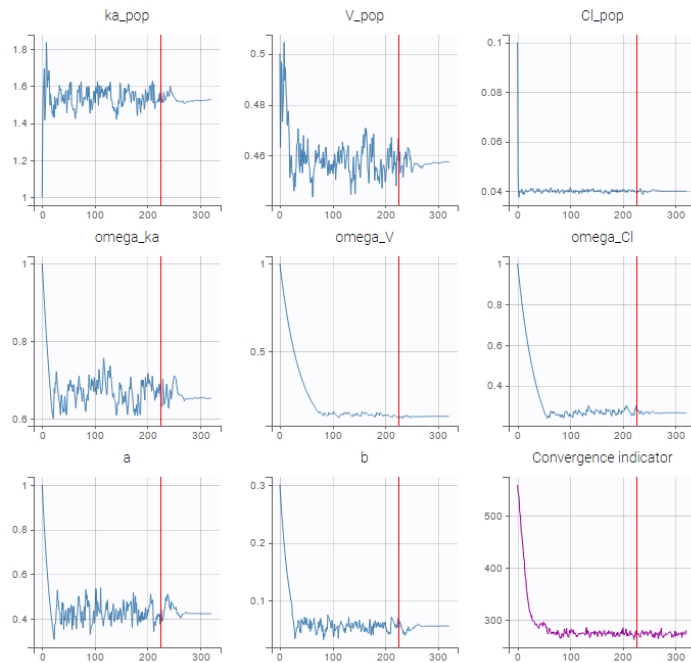 ka_pop V_pop Cl_pop
1.8 0.5 0.1
1.6 0.48 0.08
1.4
1.2 0.46 0.06
1 0.04
0 100 200 300 0 100 200 300 0 100 200 300
omega_ka omega_V omega_Cl
1 1 1
0.8
0.8 0.5 0.6
0.6 0.4
0 100 200 300 0 100 200 300 0 100 200 300
a b Convergence indicator
1 0.3 500
0.8 0.2 400
0.6
0.4 0.1 300
0 100 200 300 0 100 200 300 0 100 200 300